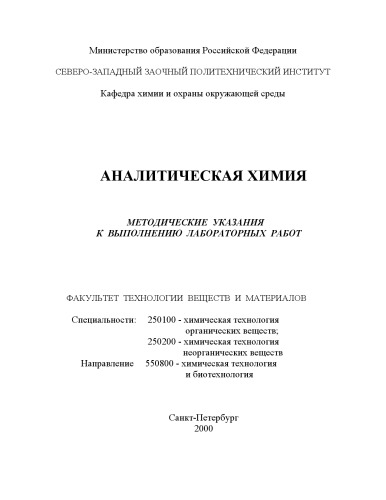 Министерство образования Российской Федерации
СЕВЕРО-ЗАПАДНЫЙ ЗАОЧНЫЙ ПОЛИТЕХНИЧЕСКИЙ ИНСТИТУТ
Кафедра химии и охраны окружающей среды
АНАЛИТИЧЕСКАЯ ХИМИЯ
МЕТОДИЧЕСКИЕ УКАЗАНИЯ
К ВЫПОЛНЕНИЮ ЛАБОРАТОРНЫХ РАБОТ
ФАКУЛЬТЕТ ТЕХНОЛОГИИ ВЕЩЕСТВ И МАТЕРИАЛОВ
Специальности: 250100 - химическая технология
органических веществ;
250200 - химическая технология
неорганических веществ
Направление 550800 - химическая технология
и биотехнология
Санкт-Петербург
2000